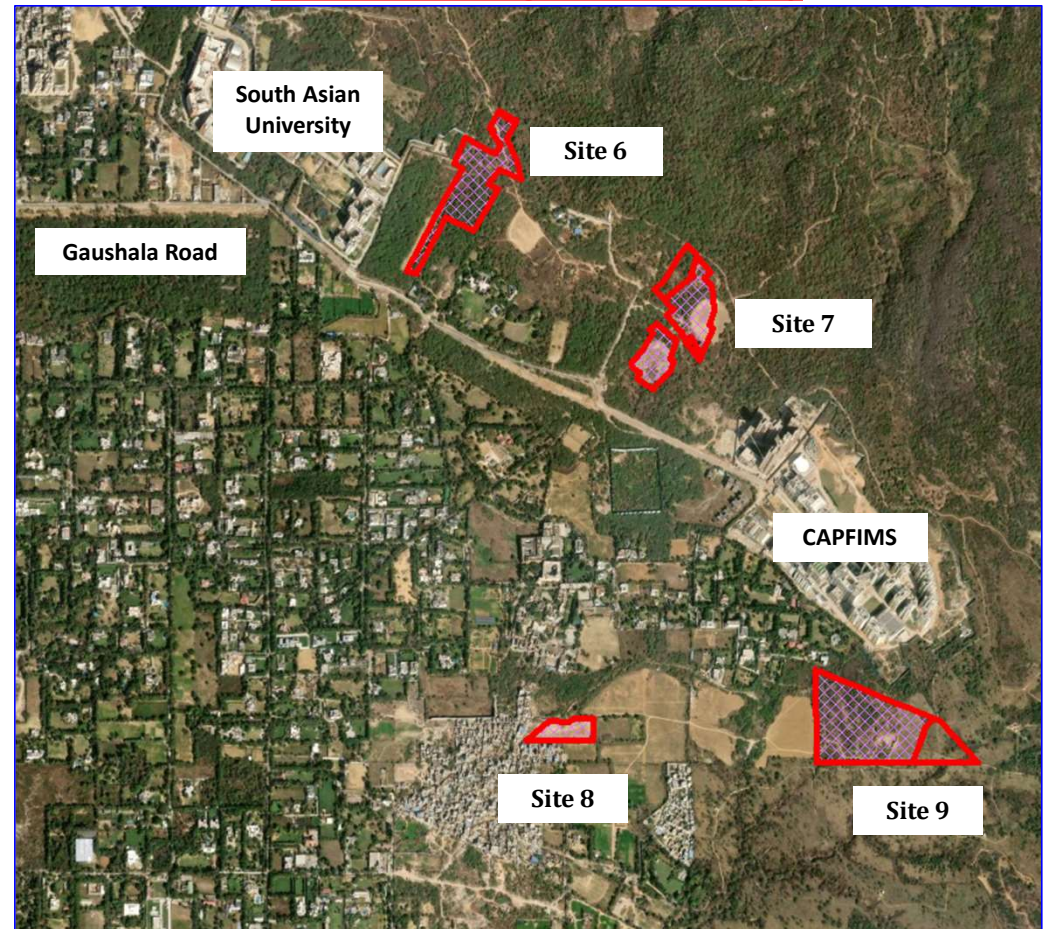 South Asian
University
Site 6
Gaushala Road
Site 7
CAPFIMS
Site 8
Site 9